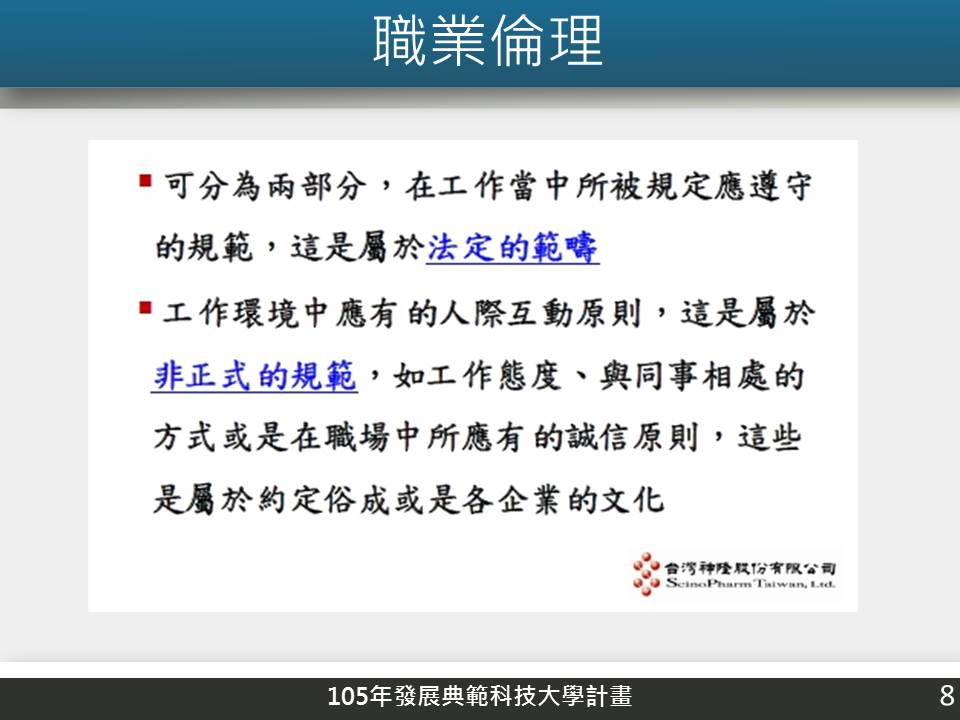 職業倫理
可分為兩部分，在工作當中所被規定應遵守
的規範，這是屬於法定的範疇
工作環境中應有的人際互動原則，這是屬於
非正式的規範，如工作態度、與同事相處的
方式或是在職場中所應有的誠信原則，這些
是屬於約定俗成或是各企業的文化
台灣神隆股份有限公司
ScinoPharm Taiwan, Ltd.
105年發展典範科技大學計畫
8